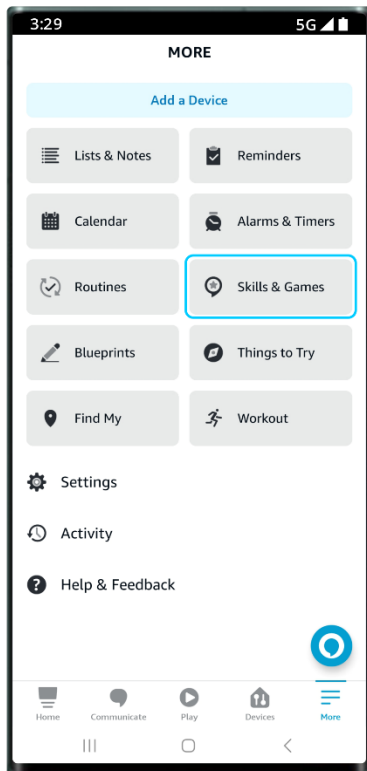 3:29 5G
MORE
Add a Device
Lists & Notes Reminders
Calendar Alarms & Timers
Routines Skills & Games
Blueprints Things to Try
Find My Workout
Settings
Activity
Help & Feedback
Home Communicate Play Devices More